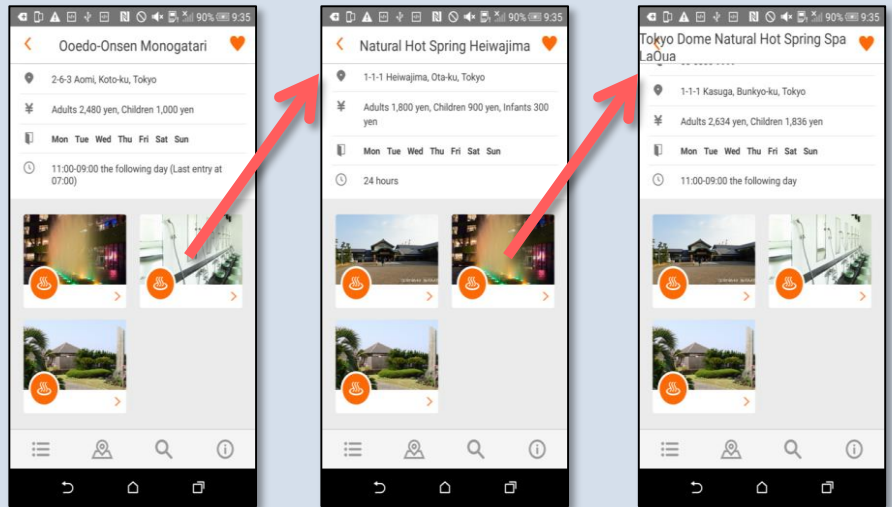 90% 9:35
Ooedo-Onsen Monogatari
2-6-3 Aomi, Koto-ku, Tokyo
¥ Adults 2,480 yen, Children 1,000 yen
Mon Tue Wed Thu Fri Sat Sun
11:00-09:00 the following day (Last entry at
07:00)
90% 9:35
Natural Hot Spring Heiwajima
1-1-1 Heiwajima, Ota-ku, Tokyo
¥ Adults 1,800 yen, Children 900 yen, Infants 300
yen
Mon Tue Wed Thu Fri Sat Sun
24 hours
90% 9:35
Tokyo Dome Natural Hot Spring Spa
LaQua
1-1-1 Kasuga, Bunkyo-ku, Tokyo
¥ Adults 2,634 yen, Children 1,836 yen
Mon Tue Wed Thu Fri Sat Sun
11:00-09:00 the following day